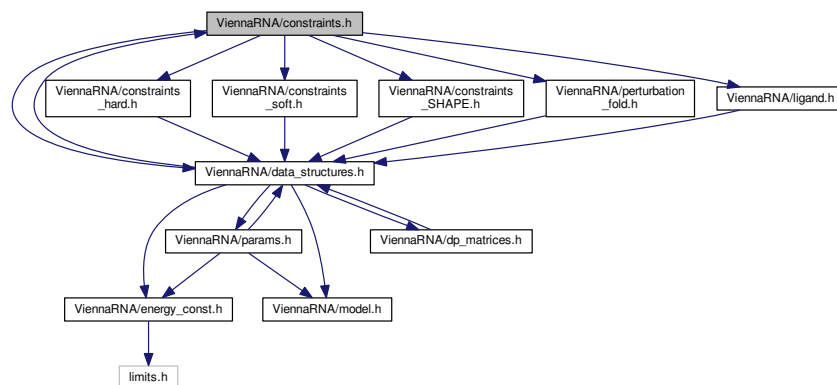 ViennaRNA/constraints.h
ViennaRNA/constraints
_hard.h
ViennaRNA/constraints
_soft.h
ViennaRNA/constraints
_SHAPE.h
ViennaRNA/perturbation
_fold.h
ViennaRNA/ligand.h
ViennaRNA/data_structures.h
ViennaRNA/params.h
ViennaRNA/dp_matrices.h
ViennaRNA/energy_const.h
ViennaRNA/model.h
limits.h